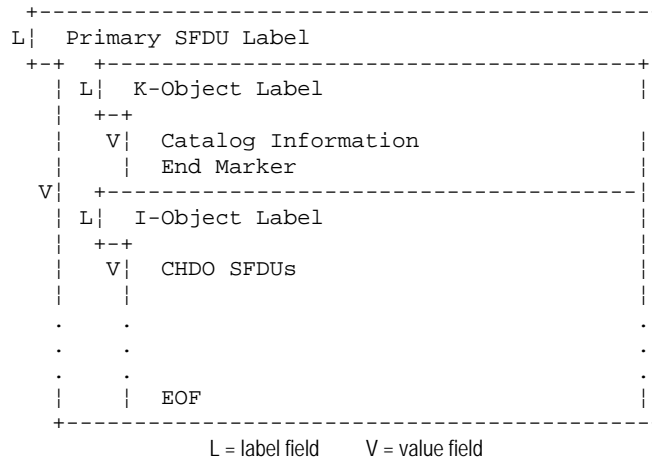 L¦ Primary SFDU Label
L¦ K-Object Label
V¦ Catalog Information
End Marker
V¦
L¦ I-Object Label
V¦ CHDO SFDUs
. . .
. . .
. . .
EOF
L = label field V = value field